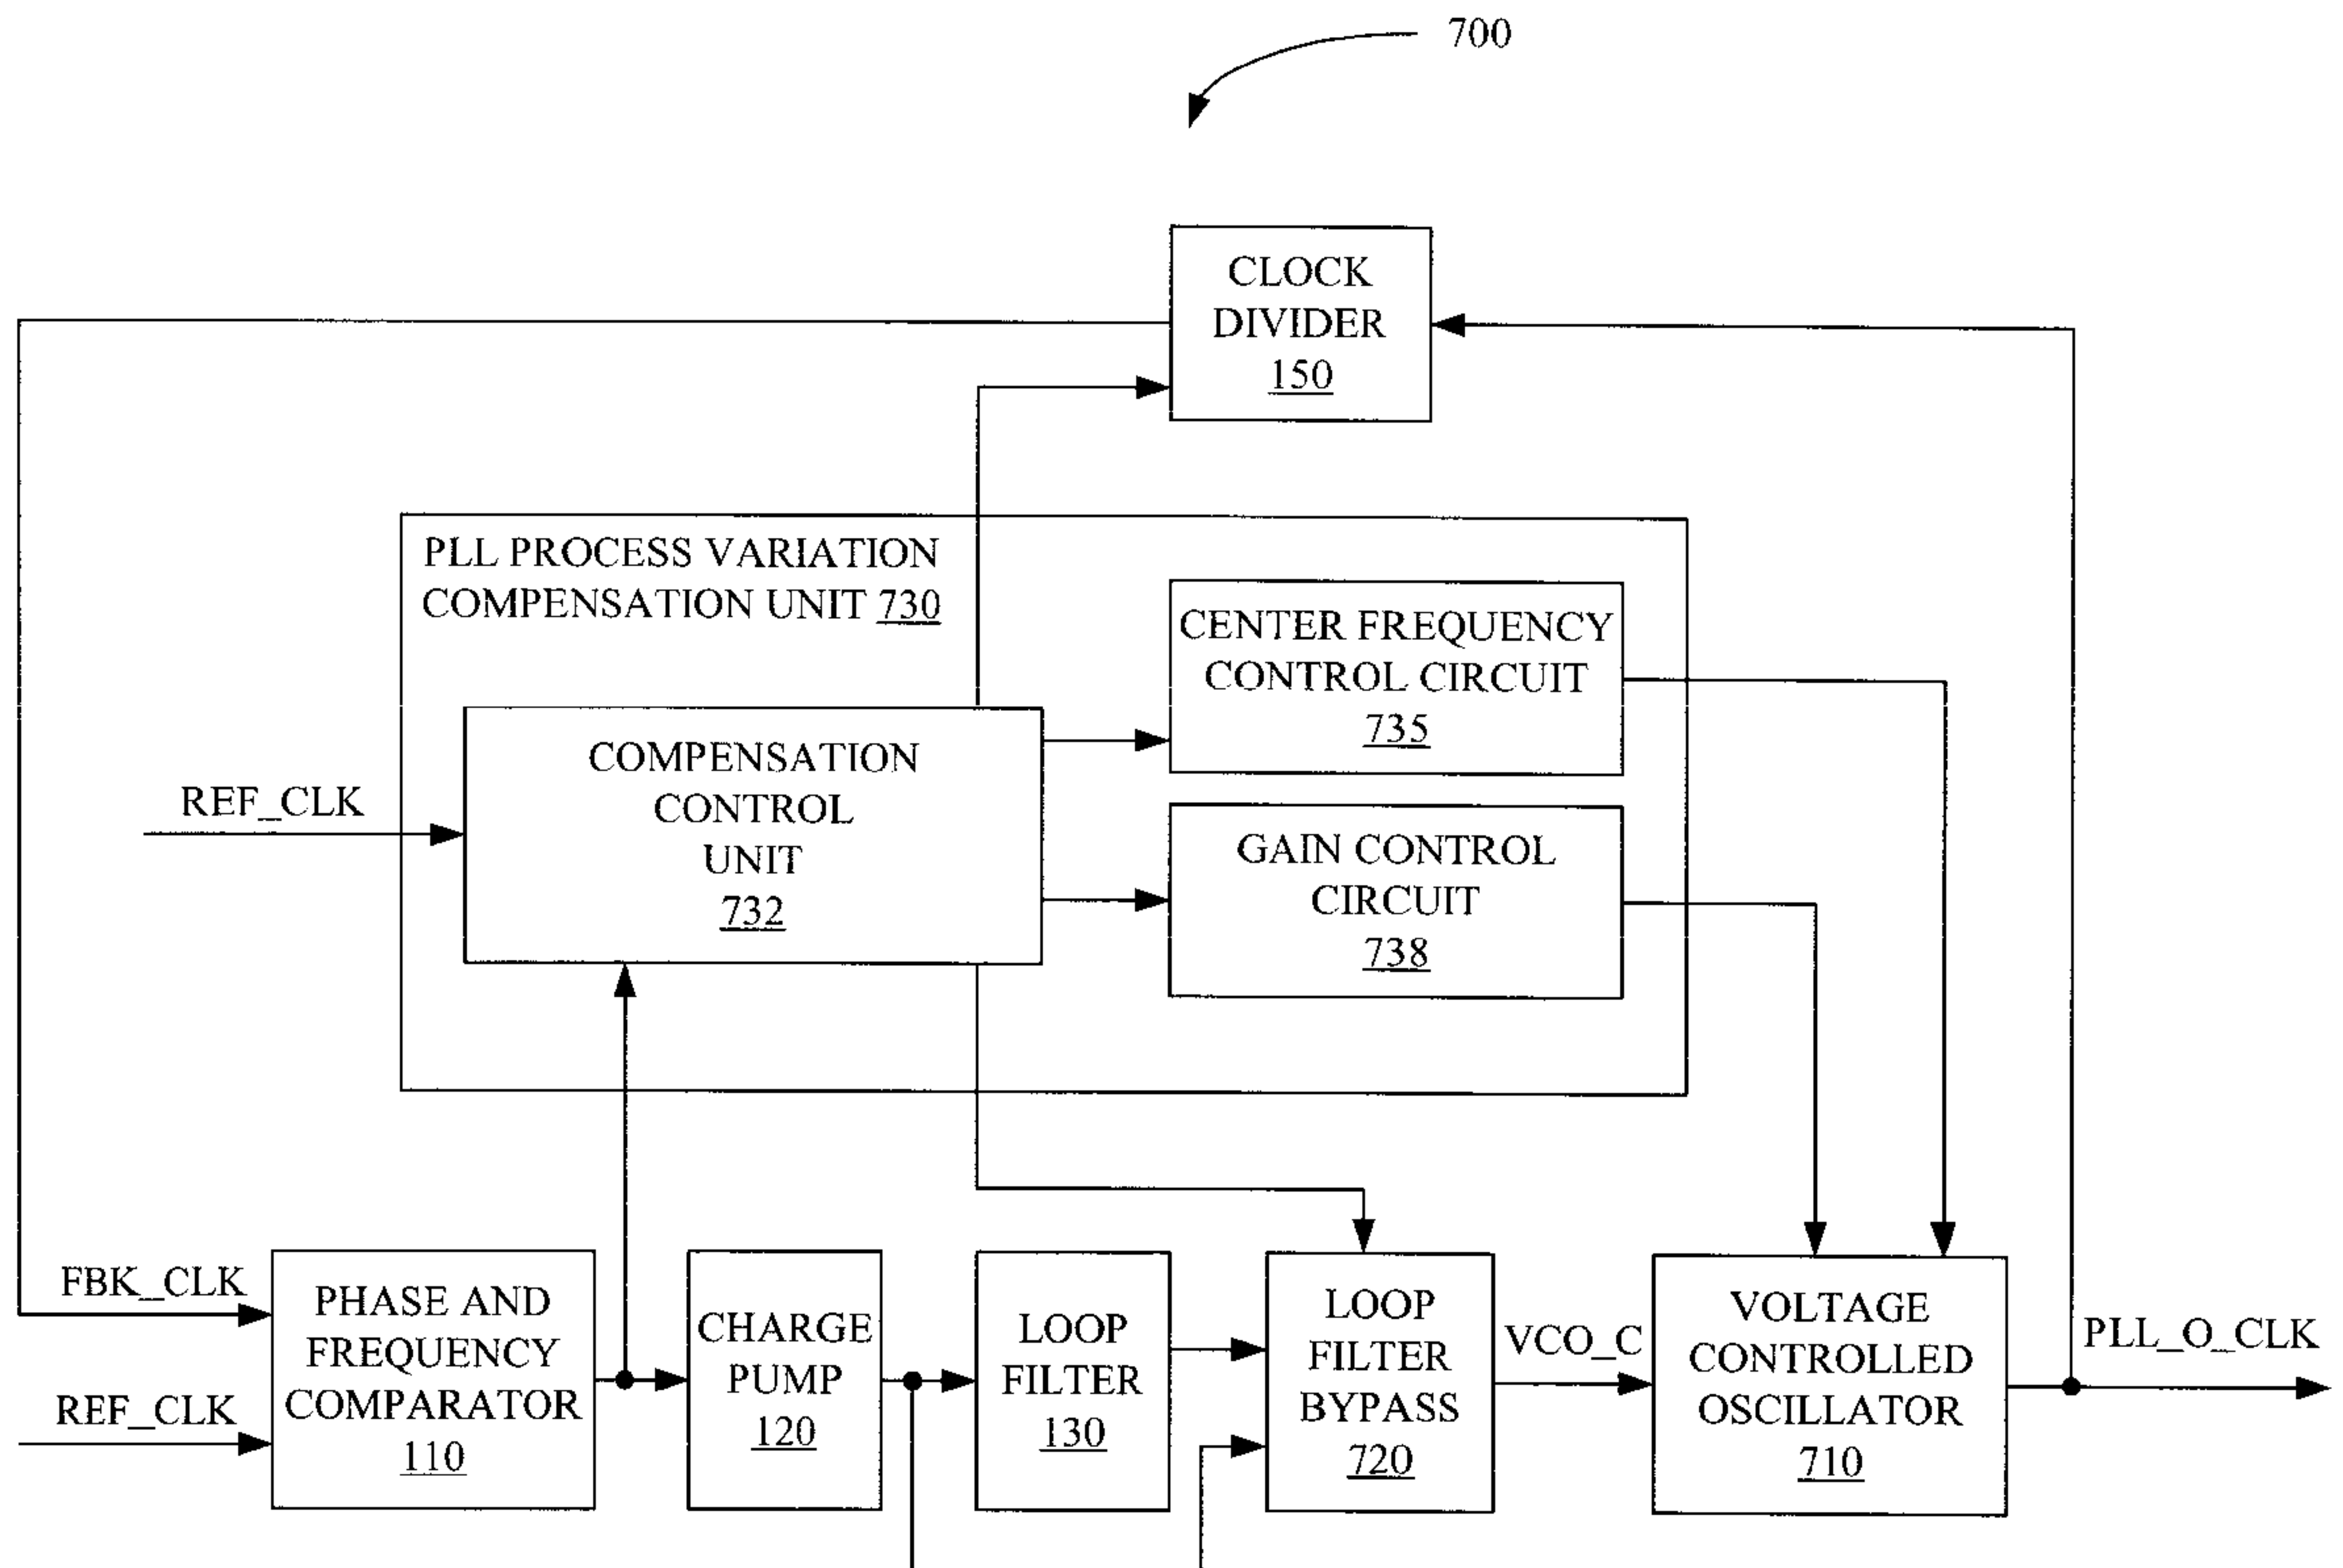 700
CLOCK
DIVIDER
150
PLL PROCESS VARIATION
COMPENSATION UNIT 730
CENTER FREQUENCY
CONTROL CIRCUIT
735
COMPENSATION
CONTROL
UNIT
732
REF_CLK
GAIN CONTROL
CIRCUIT
738
FBK_CLK
REF_CLK
PHASE AND
FREQUENCY
COMPARATOR
110
CHARGE
PUMP
120
LOOP
FILTER
130
LOOP
FILTER
BYPASS
720
VCO_C
VOLTAGE
CONTROLLED
OSCILLATOR
710
PLL_O_CLK